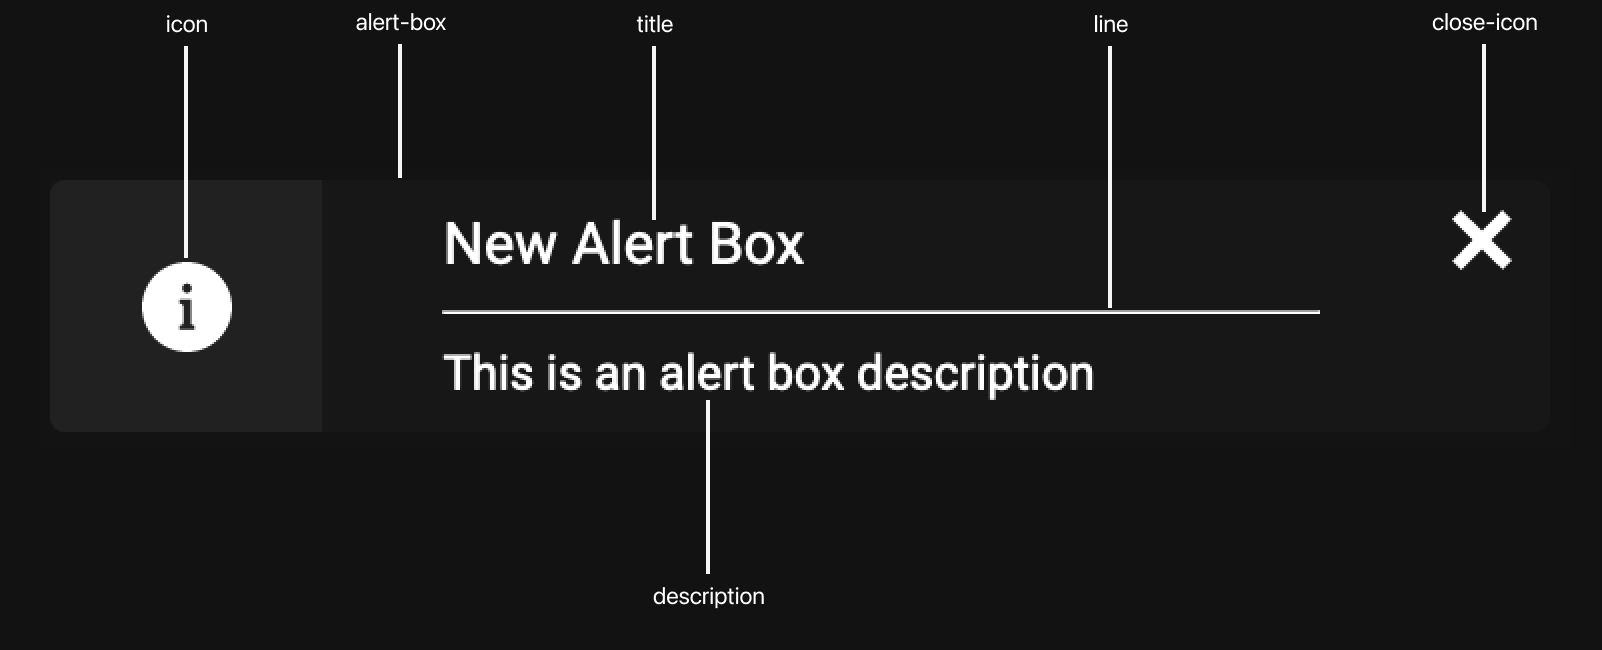 icon
alert-box
title
line
close-icon
New Alert Box
i
This is an alert box description
description